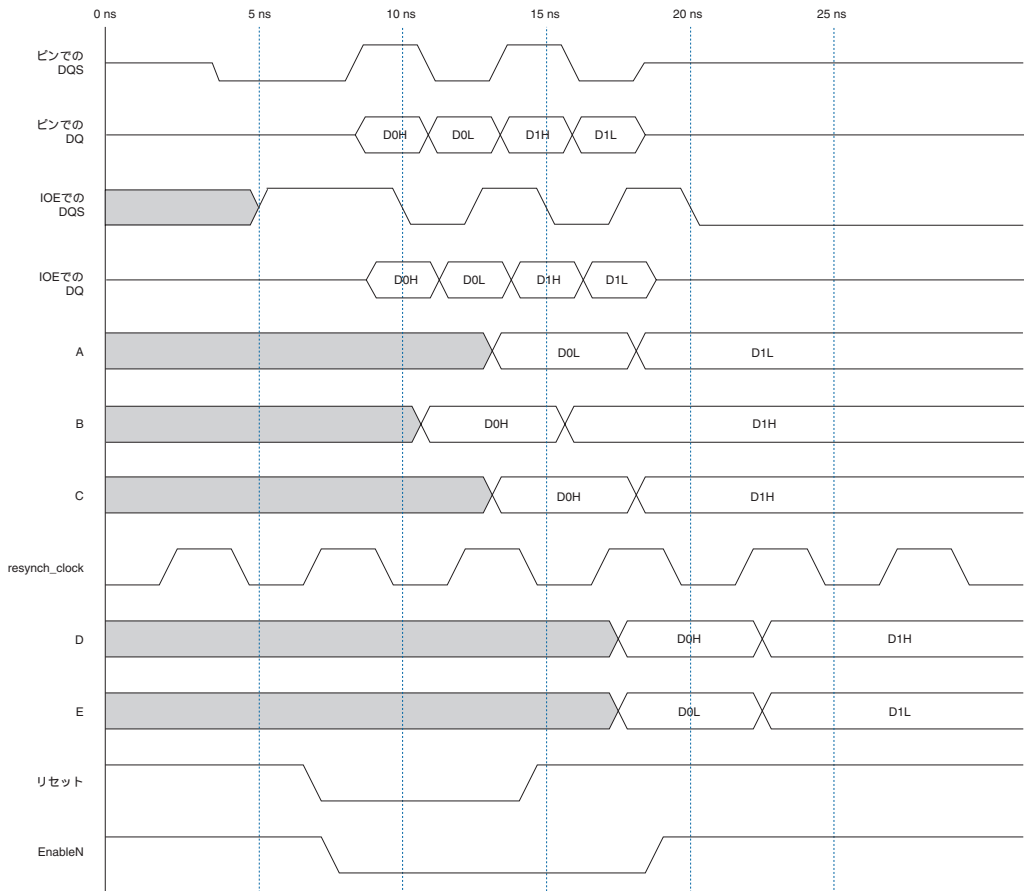 0 ns 5 ns 10 ns 15 ns 20 ns 25 ns
ピンでの
DQS
ピンでの
DQ
D0H D0L D1H D1L
IOEでの
DQS
IOEでの
DQ
D0H D0L D1H D1L
A D0L D1L
B D0H D1H
C D0H D1H
resynch_clock
D D0H D1H
E D0L D1L
リセット
EnableN